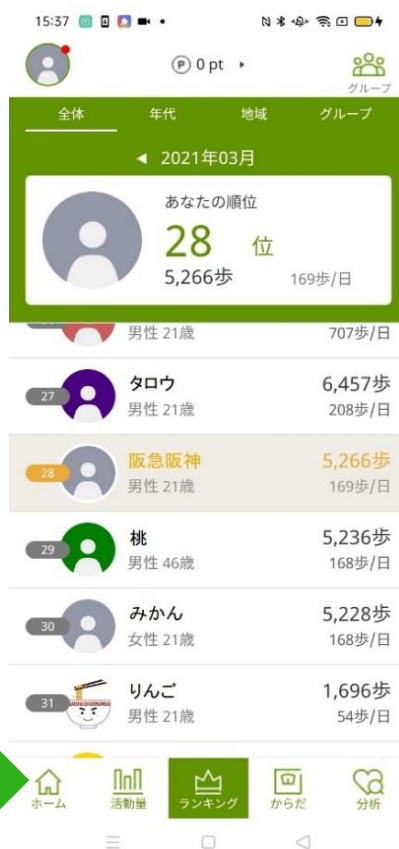 15:37
P 0 pt
グループ
全体 年代 地域 グループ
2021年03月
あなたの順位
28 位
5,266歩 169歩/日
男性 21歳 707歩/日
27 タロウ 6,457歩
男性 21歳 208歩/日
28 阪急阪神 5,266歩
男性 21歳 169歩/日
29 桃 5,236歩
男性 46歳 168歩/日
30 みかん 5,228歩
女性 21歳 168歩/日
31 りんご 1,696歩
男性 21歳 54歩/日
ホーム 活動量 ランキング からだ 分析